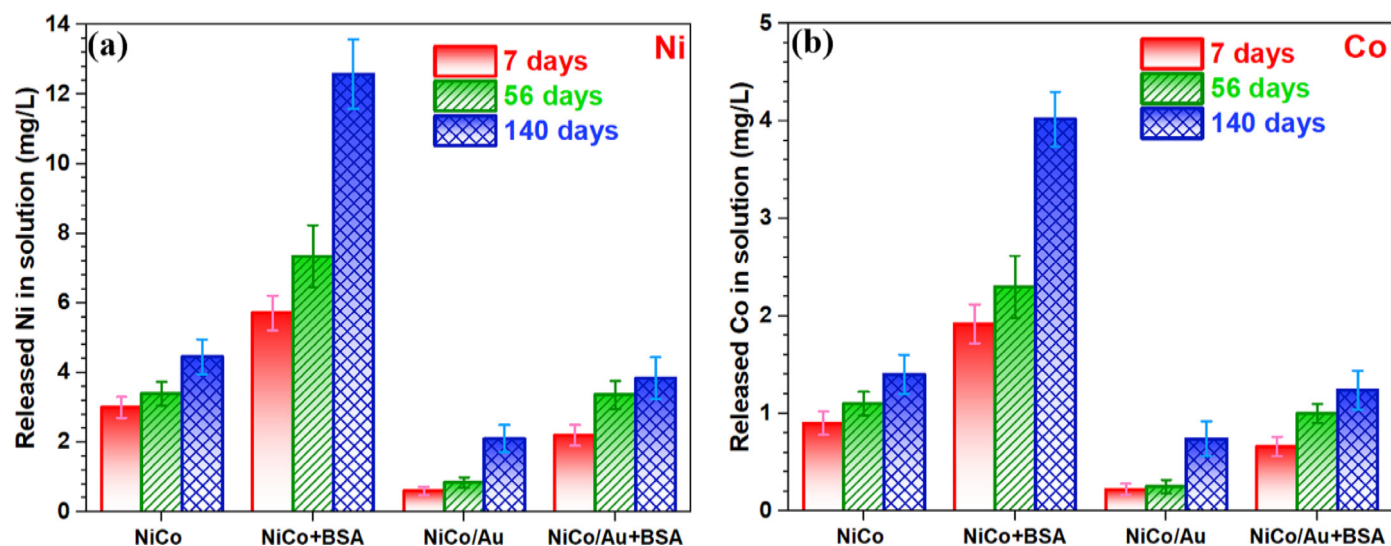 (a)
Ni
7 days
56 days
140 days
Released Ni in solution (mg/L)
14
12
10
8
6
4
2
0
NiCo NiCo+BSA NiCo/Au NiCo/Au+BSA
(b)
Co
7 days
56 days
140 days
Released Co in solution (mg/L)
5
4
3
2
1
0
NiCo NiCo+BSA NiCo/Au NiCo/Au+BSA